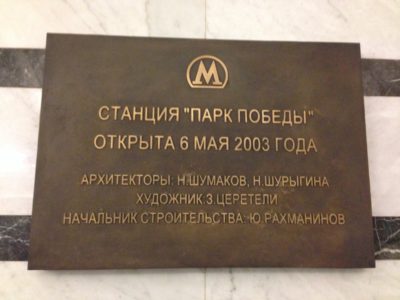 М
СТАНЦИЯ "ПАРК ПОБЕДЫ"
ОТКРЫТА 6 МАЯ 2003 ГОДА
АРХИТЕКТОРЫ: Н.ШУМАКОВ, Н.ШУРЫГИНА
ХУДОЖНИК З.ЦЕРЕТЕЛИ
НАЧАЛЬНИК СТРОИТЕЛЬСТВА: Ю.РАХМАНИНОВ